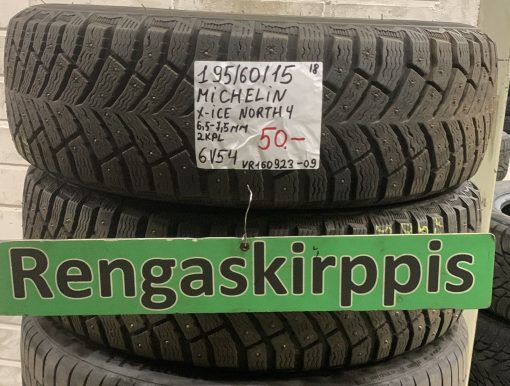 195/60/15 18
MiCHELiN
X-iCE NORTH 4
6,5-7,5MM
2KPL 50.-
6V54 VR160923-09
Rengaskirppis